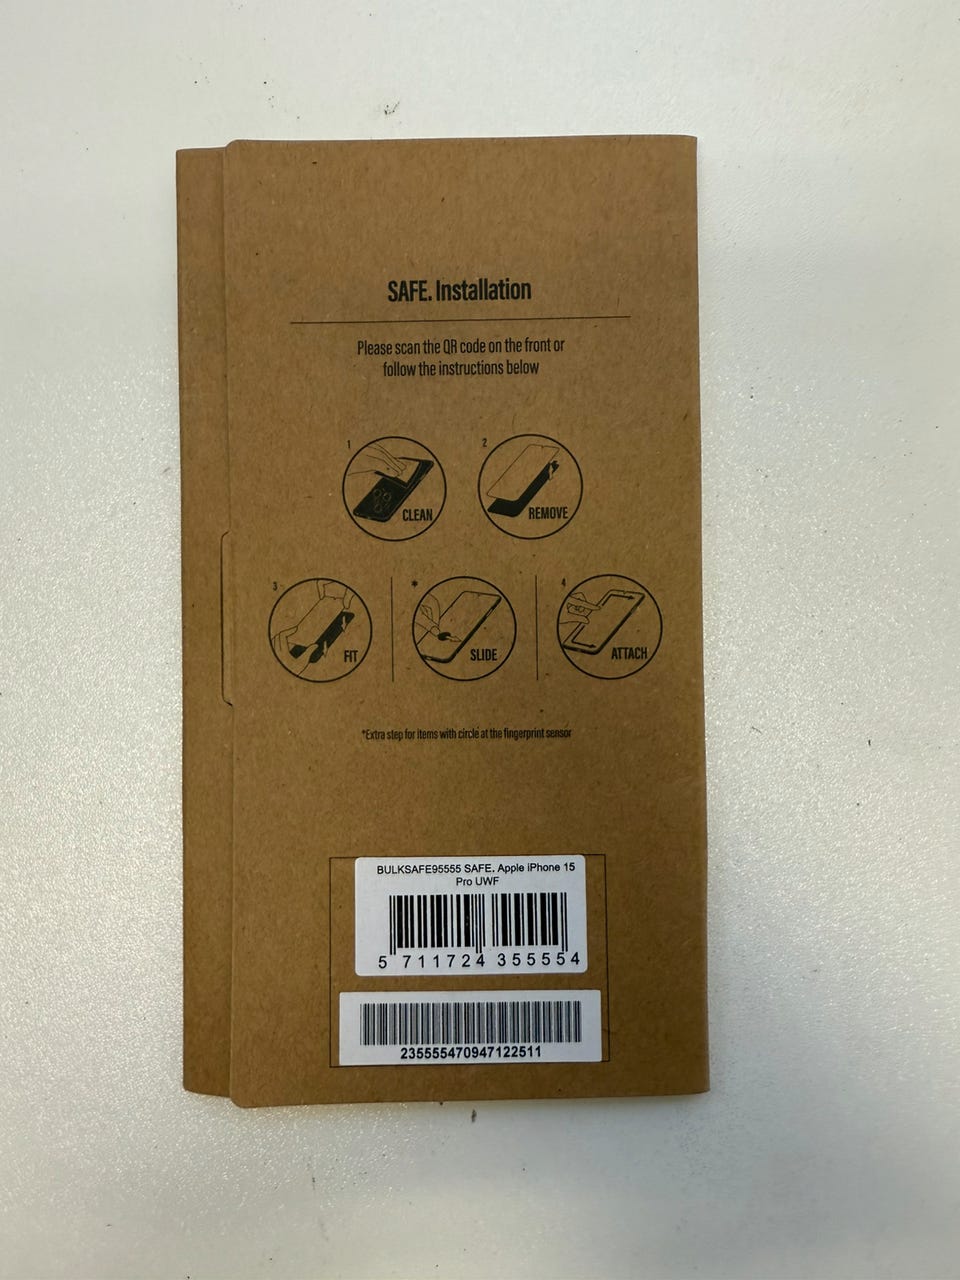 SAFE. Installation
Please scan the QR code on the front or
follow the instructions below
1
CLEAN
2
REMOVE
3
FIT
*
SLIDE
4
ATTACH
*Extra step for items with circle at the fingerprint sensor
BULKSAFE95555 SAFE. Apple iPhone 15
Pro UWF
5 711724 355554
235555470947122511